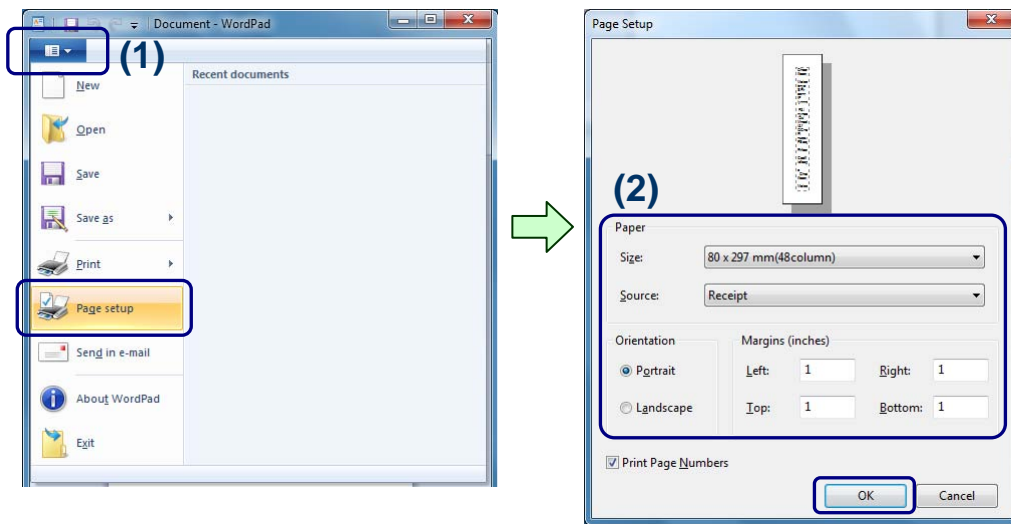 Document - WordPad
(1)
Recent documents
New
Open
Save
Save as
Print
Page setup
Send in e-mail
About WordPad
Exit
Page Setup
(2)
Paper
Size: 80 x 297 mm(48column)
Source: Receipt
Orientation Margins (inches)
Portrait Left: 1 Right: 1
Landscape Top: 1 Bottom: 1
Print Page Numbers
OK Cancel